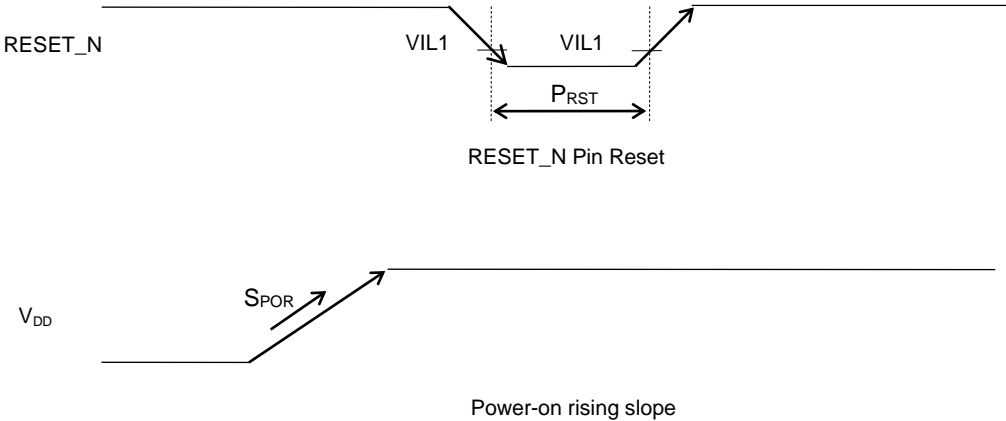 RESET_N
VIL1
VIL1
PRST
RESET_N Pin Reset
SPOR
VDD
Power-on rising slope